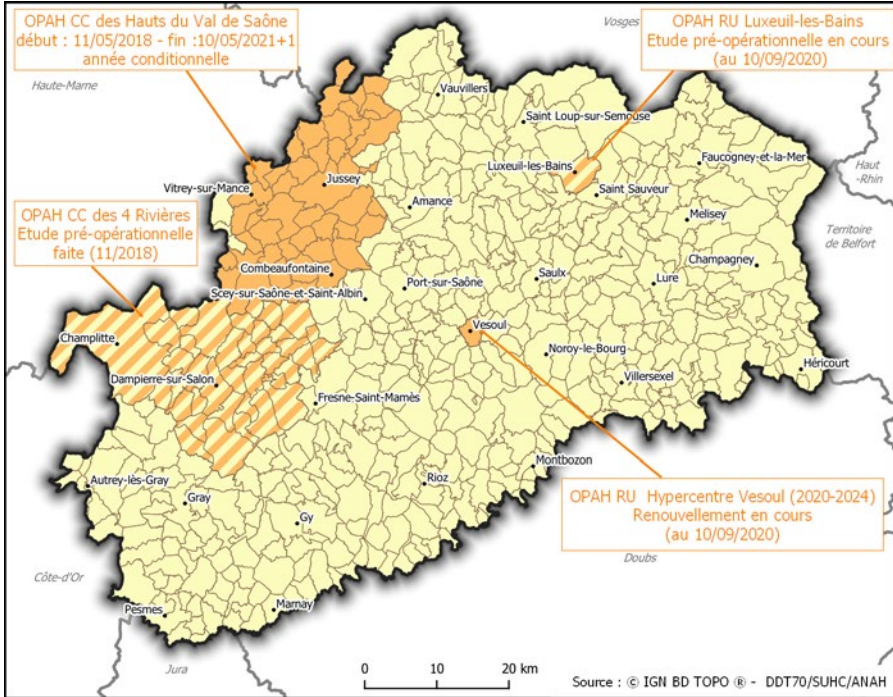 OPAH CC des Hauts du Val de Saône
début : 11/05/2018 - fin :10/05/2021+1
année conditionnelle
Vosges
OPAH RU Luxeuil-les-Bains
Etude pré-opérationnelle en cours
(au 10/09/2020)
Haute-Marne
Vauvillers
Saint Loup-sur-Semouse
Luxeuil-les-Bains
Faucogney-et-la-Mer
Haut
-Rhin
Vitrey-sur-Mance
Jussey
Saint Sauveur
Amance
Melisey
OPAH CC des 4 Rivières
Etude pré-opérationnelle
faite (11/2018)
Territoire
de Belfort
Combeaufontaine
Champagney
Saulx
Lure
Port-sur-Saône
Scey-sur-Saône-et-Saint-Albin
Vesoul
Champlitte
Noroy-le-Bourg
Héricourt
Dampierre-sur-Salon
Villersexel
Fresne-Saint-Mamès
Montbozon
Autrey-lès-Gray
Rioz
Gray
OPAH RU Hypercentre Vesoul (2020-2024)
Renouvellement en cours
(au 10/09/2020)
Gy
Doubs
Côte-d'Or
Pesmes
Marnay
Jura
0 10 20 km
Source : © IGN BD TOPO ® - DDT70/SUHC/ANAH